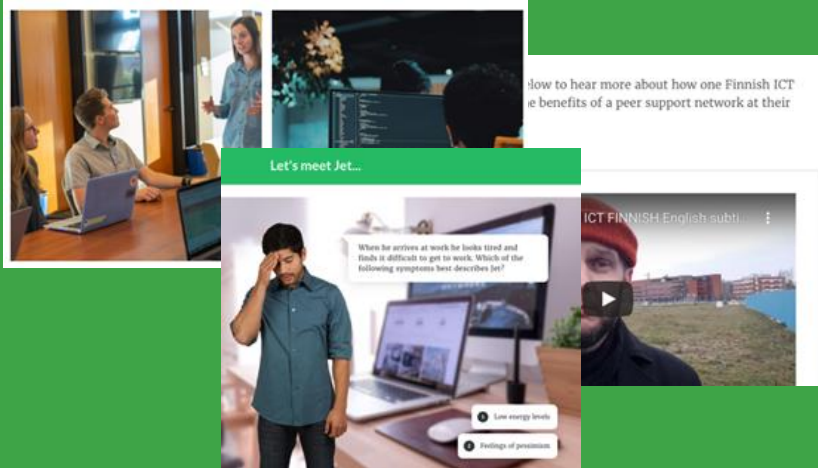 elow to hear more about how one Finnish ICT
e benefits of a peer support network at their
Let's meet Jet...
ICT FINNISH English subti...
When he arrives at work he looks tired and
finds it difficult to get to work. Which of the
following symptoms best describes Jet?
1 Low energy levels
2 Feelings of pessimism